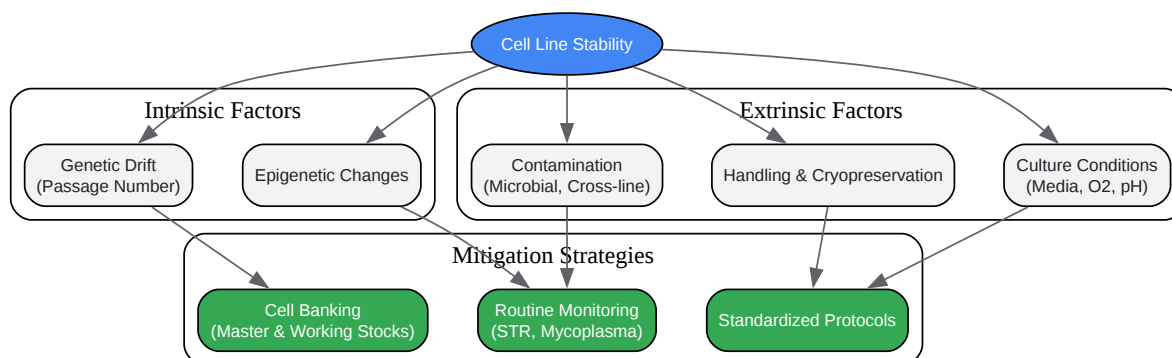 Cell Line Stability
Intrinsic Factors
Extrinsic Factors
Genetic Drift
(Passage Number)
Epigenetic Changes
Contamination
(Microbial, Cross-line)
Handling & Cryopreservation
Culture Conditions
(Media, O2, pH)
Mitigation Strategies
Cell Banking
(Master & Working Stocks)
Routine Monitoring
(STR, Mycoplasma)
Standardized Protocols